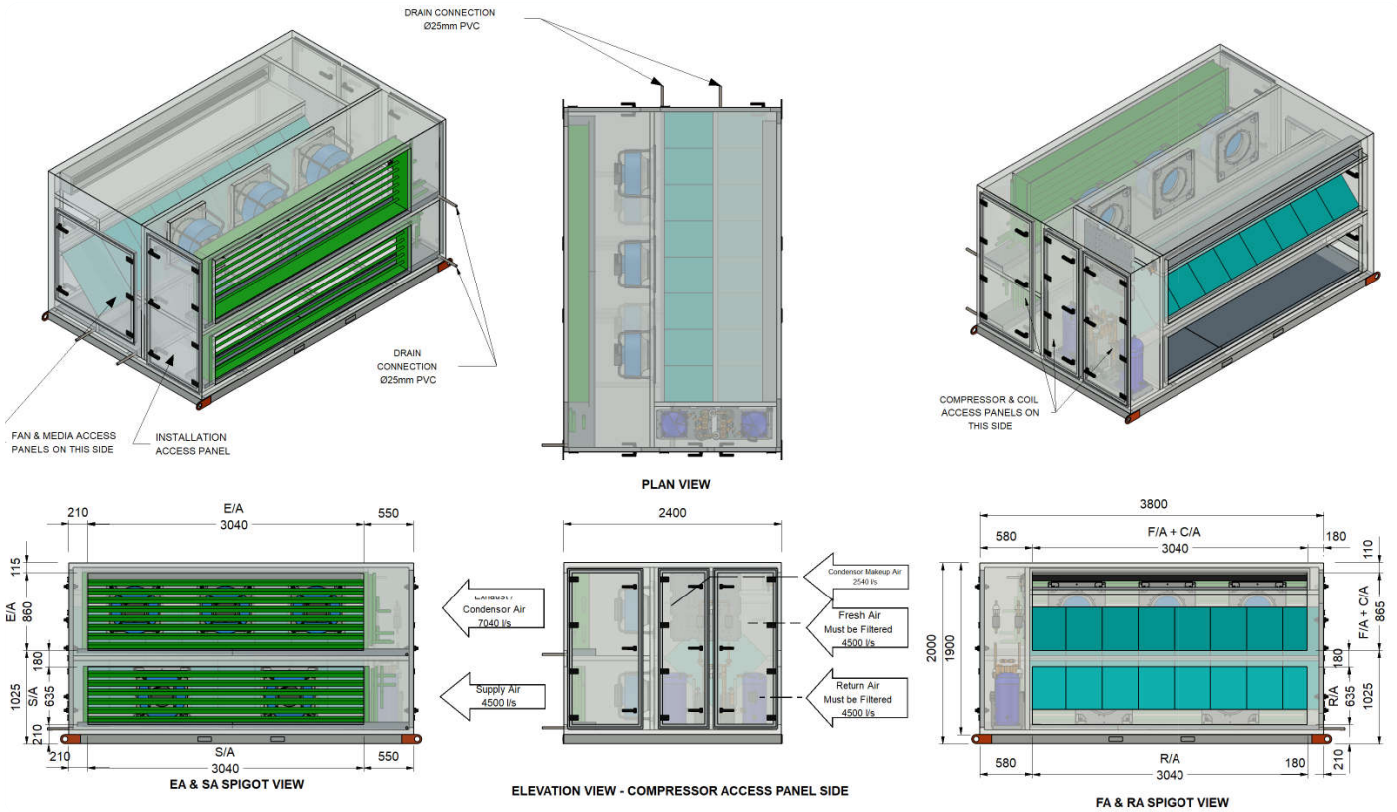 DRAIN CONNECTION
Ø25mm PVC
DRAIN
CONNECTION
Ø25mm PVC
FAN & MEDIA ACCESS
PANELS ON THIS SIDE
INSTALLATION
ACCESS PANEL
COMPRESSOR & COIL
ACCESS PANELS ON
THIS SIDE
PLAN VIEW
E/A
210
3040
550
115
E/A
860
180
1025
S/A
635
210
S/A
210
3040
550
EA & SA SPIGOT VIEW
2400
Condenser Air
7040 l/s
Supply Air
4500 l/s
Condensor Makeup Air
2540 l/s
Fresh Air
Must be Filtered
4500 l/s
Return Air
Must be Filtered
4500 l/s
ELEVATION VIEW - COMPRESSOR ACCESS PANEL SIDE
3800
F/A + C/A
580
3040
180
110
2000
1900
F/A + C/A
865
180
R/A
635
1025
210
R/A
580
3040
180
FA & RA SPIGOT VIEW